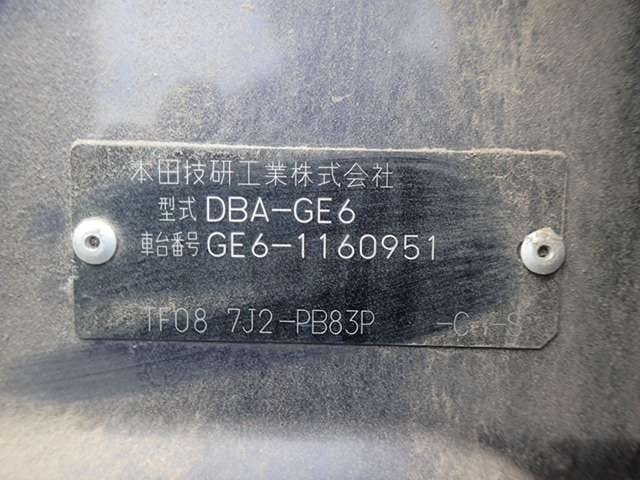 本田技研工業株式会社
型式 DBA-GE6
車台番号 GE6-1160951
TF08 7J2-PB83P -C -S